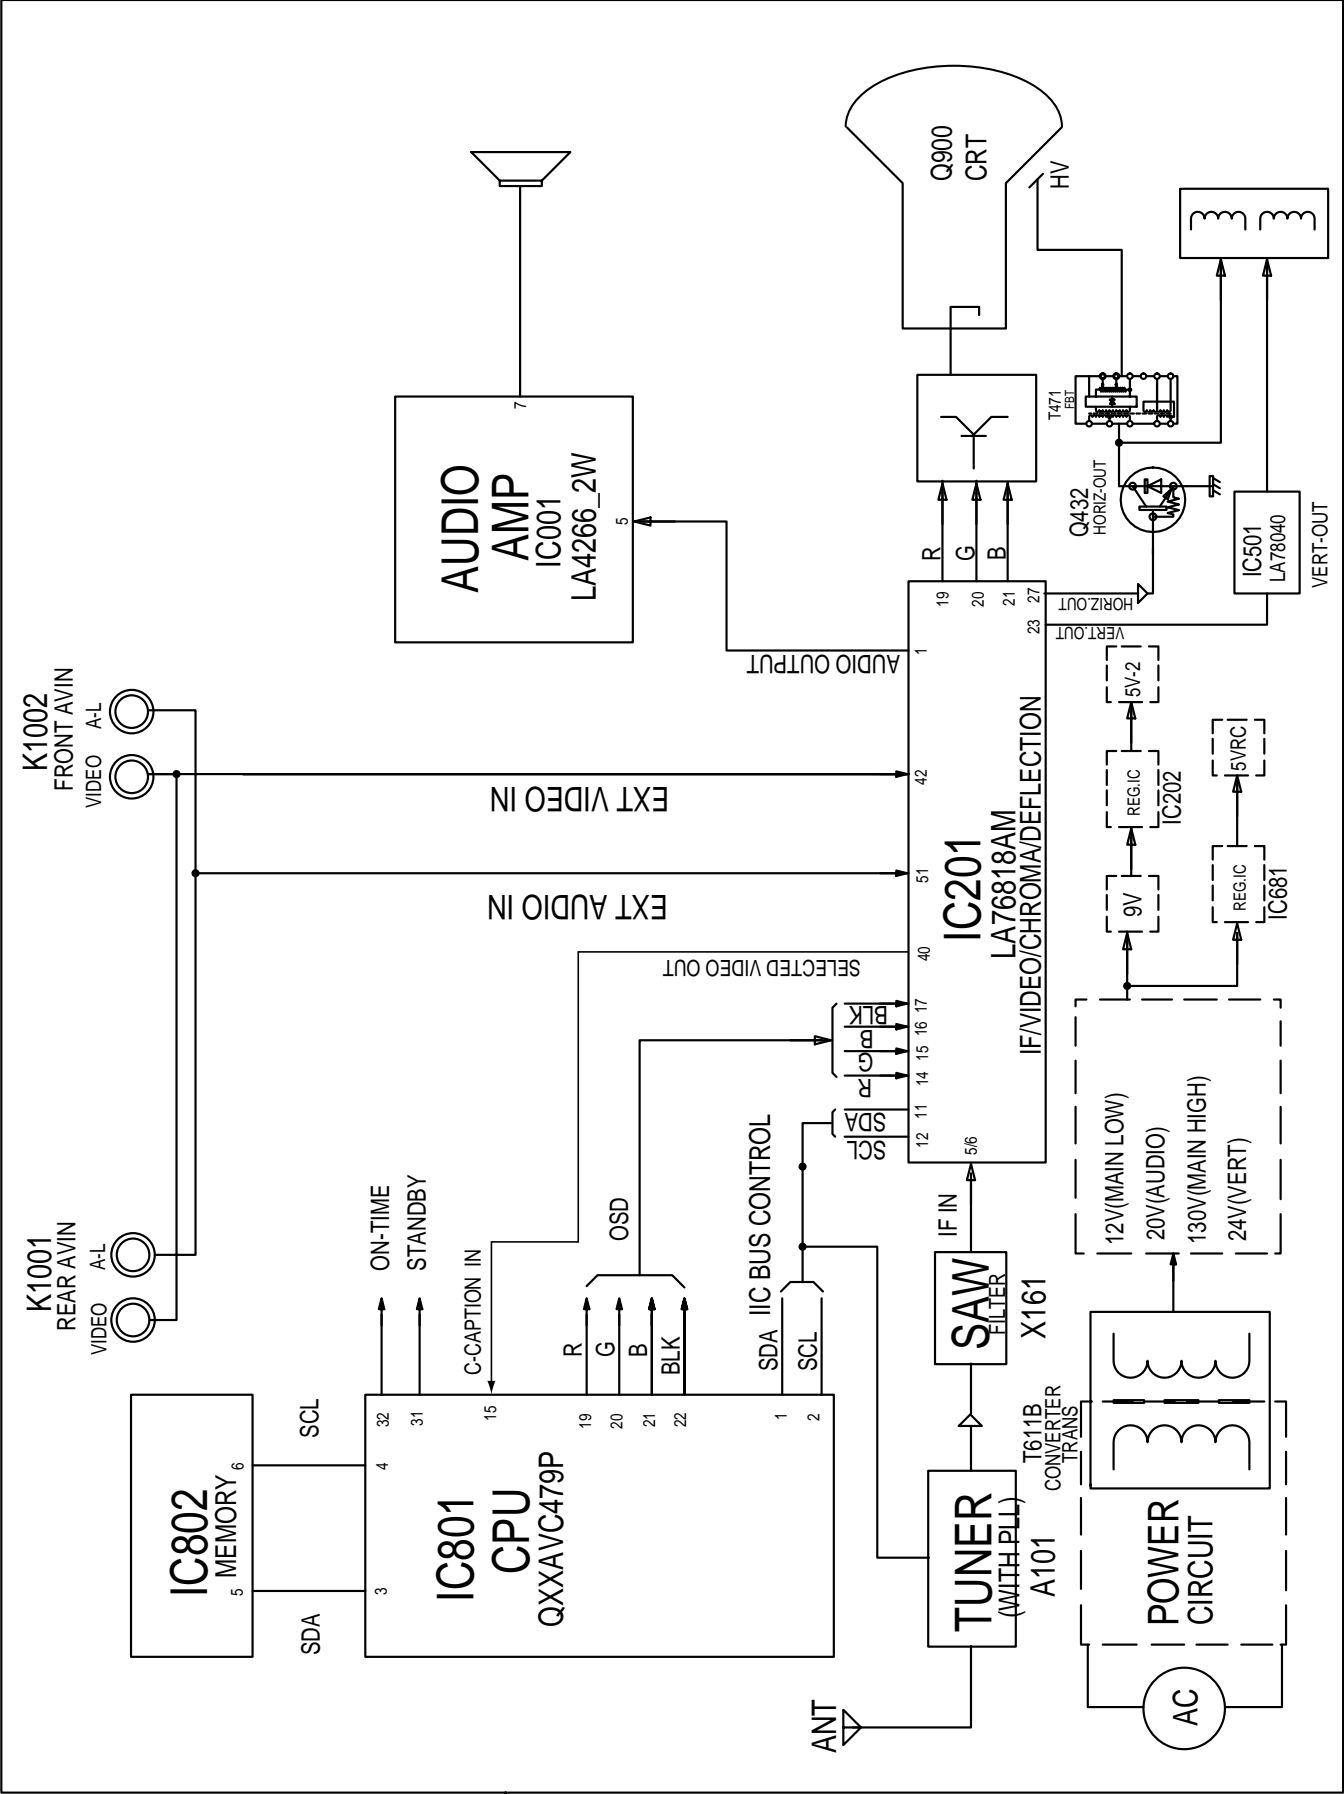 K1001
REAR AVIN
VIDEO
A-L
K1002
FRONT AVIN
VIDEO
A-L
IC802
MEMORY
5
6
SDA
SCL
3
4
IC801
CPU
QXXAVC479P
32
31
15
19
20
21
22
1
2
ON-TIME
STANDBY
C-CAPTION IN
R
G
B
BLK
OSD
SDA
SCL
IIC BUS CONTROL
EXT VIDEO IN
EXT AUDIO IN
SELECTED VIDEO OUT
AUDIO OUTPUT
AUDIO
AMP
IC001
LA4266_2W
5
7
SCL
SDA
R
G
B
BLK
12
11
14
15
16
17
40
51
42
1
5/6
IC201
LA76818AM
IF/VIDEO/CHROMA/DEFLECTION
19
20
21
27
23
R
G
B
HORIZ.OUT
VERT.OUT
Q900
CRT
HV
T471
FBT
Q432
HORIZ-OUT
IC501
LA78040
VERT-OUT
ANT
TUNER
(WITH PLL)
A101
SAW
FILTER
X161
IF IN
AC
POWER
CIRCUIT
T611B
CONVERTER
TRANS
12V(MAIN LOW)
20V(AUDIO)
130V(MAIN HIGH)
24V(VERT)
9V
REG.IC
IC202
5V-2
REG.IC
IC681
5VRC